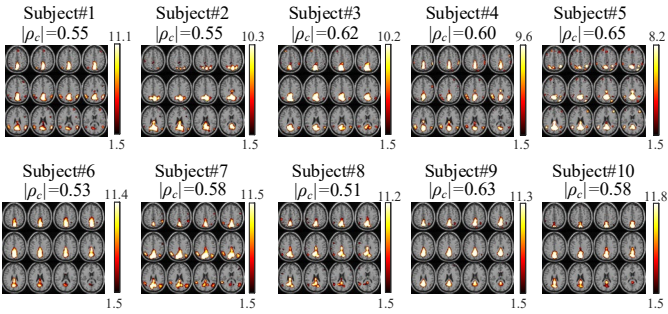 Subject#1 Subject#2 Subject#3 Subject#4 Subject#5
|ρc|=0.55 |ρc|=0.55 |ρc|=0.62 |ρc|=0.60 |ρc|=0.65
11.1 10.3 10.2 9.6 8.2
1.5 1.5 1.5 1.5 1.5
Subject#6 Subject#7 Subject#8 Subject#9 Subject#10
|ρc|=0.53 |ρc|=0.58 |ρc|=0.51 |ρc|=0.63 |ρc|=0.58
11.4 11.5 11.2 11.3 11.8
1.5 1.5 1.5 1.5 1.5